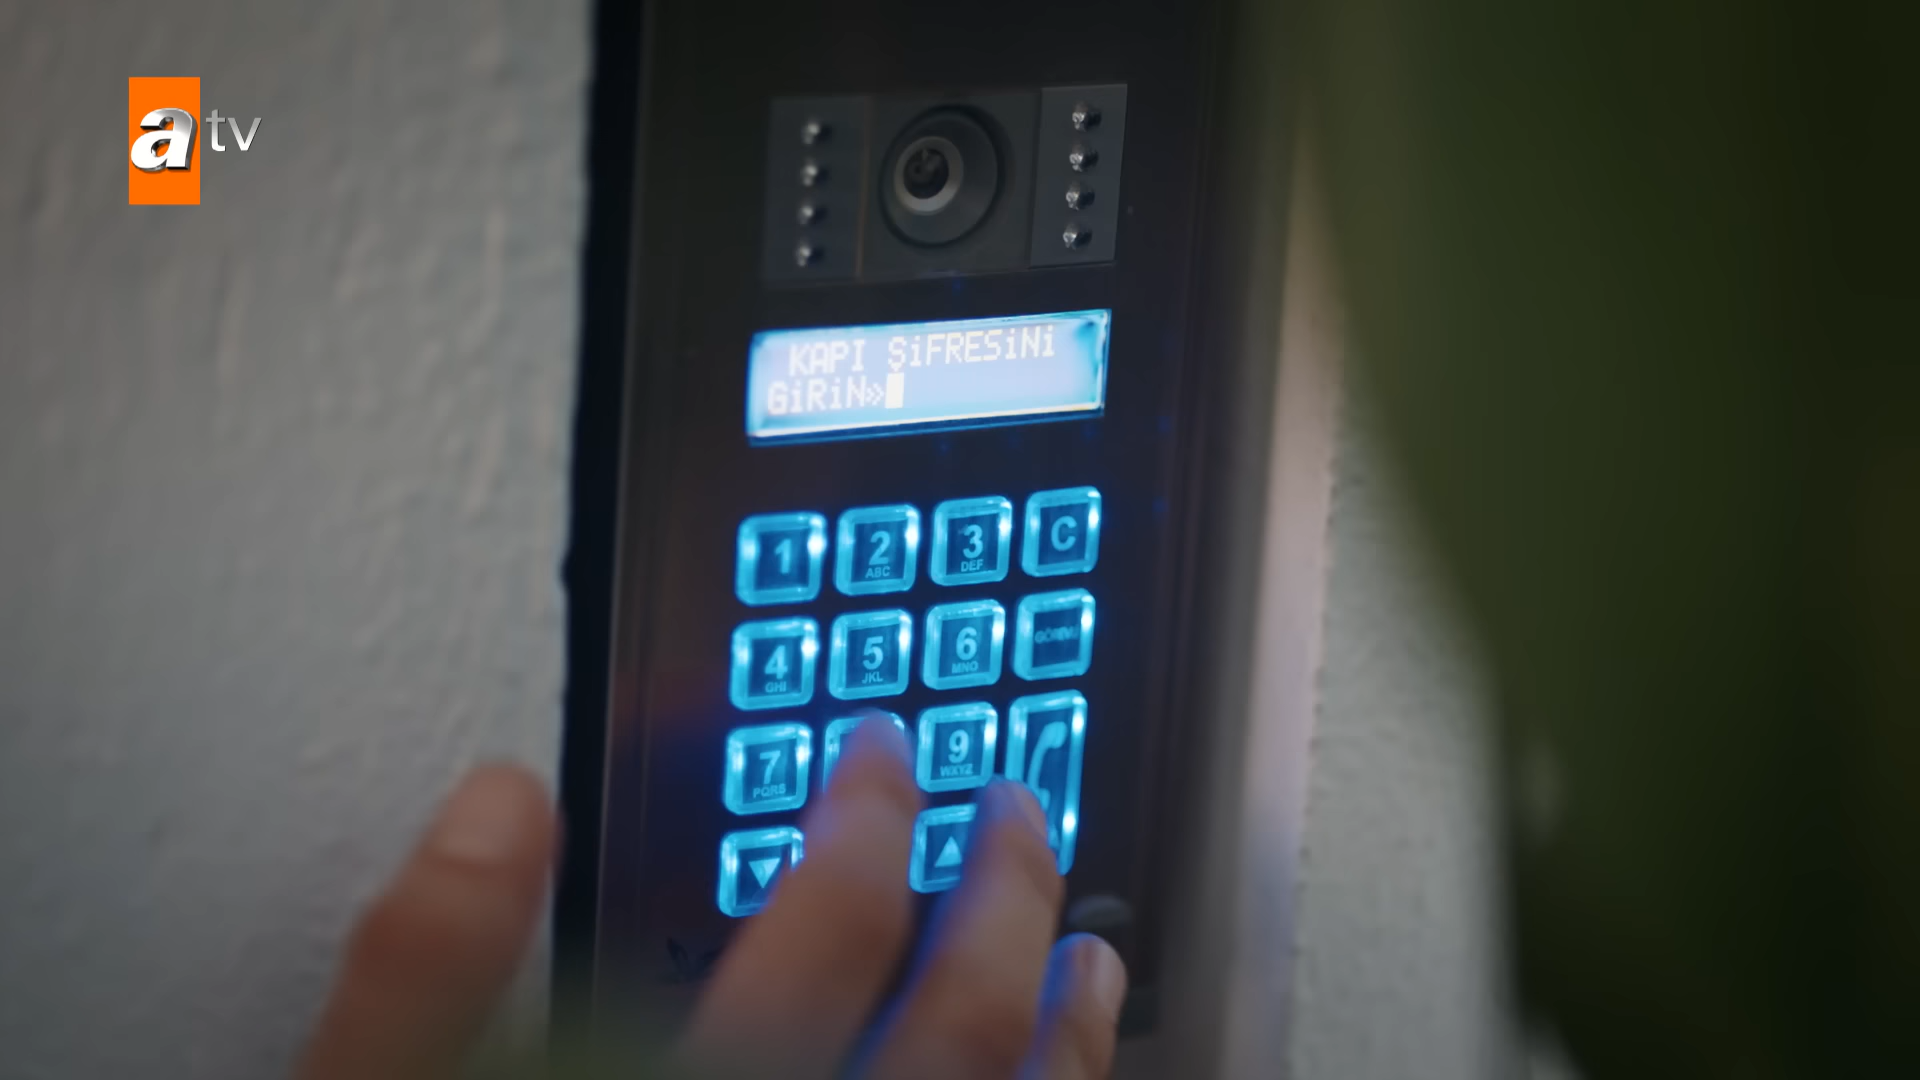 atv
KAPI ŞiFRESiNi
GiRiN»
1
2
ABC
3
DEF
C
4
GHI
5
JKL
6
MNO
7
PQRS
9
WXYZ